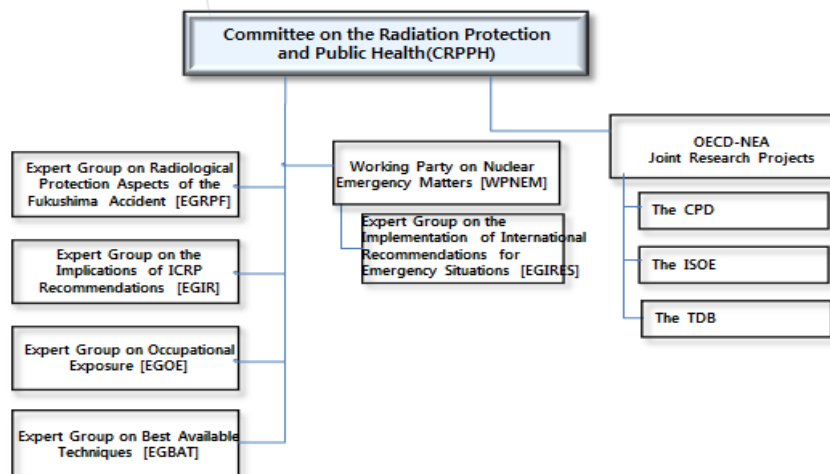 Committee on the Radiation Protection
and Public Health(CRPPH)
Expert Group on Radiological
Protection Aspects of the
Fukushima Accident [EGRPF]
Expert Group on the
Implications of ICRP
Recommendations [EGIR]
Expert Group on Occupational
Exposure [EGOE]
Expert Group on Best Available
Techniques [EGBAT]
Working Party on Nuclear
Emergency Matters [WPNEM]
Expert Group on the
Implementation of International
Recommendations for
Emergency Situations [EGIRES]
OECD-NEA
Joint Research Projects
The CPD
The ISOE
The TDB